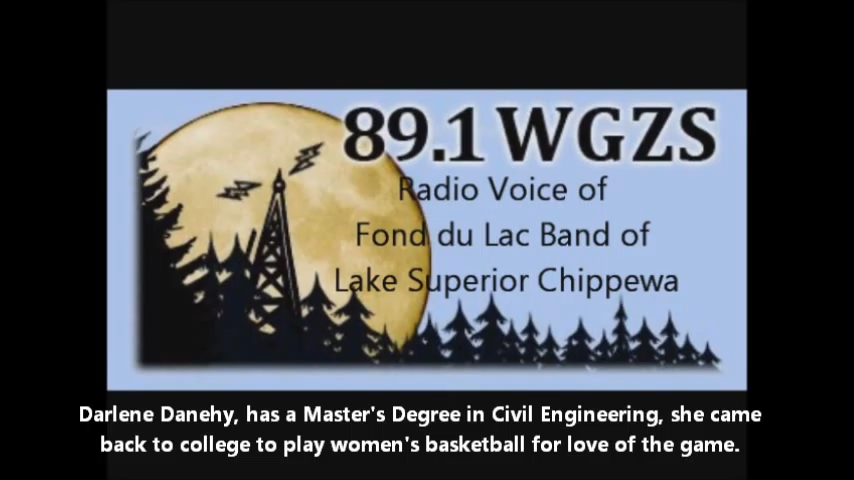 89.1 WGZS
Radio Voice of
Fond du Lac Band of
Lake Superior Chippewa
Darlene Danehy, has a Master's Degree in Civil Engineering, she came
back to college to play women's basketball for love of the game.